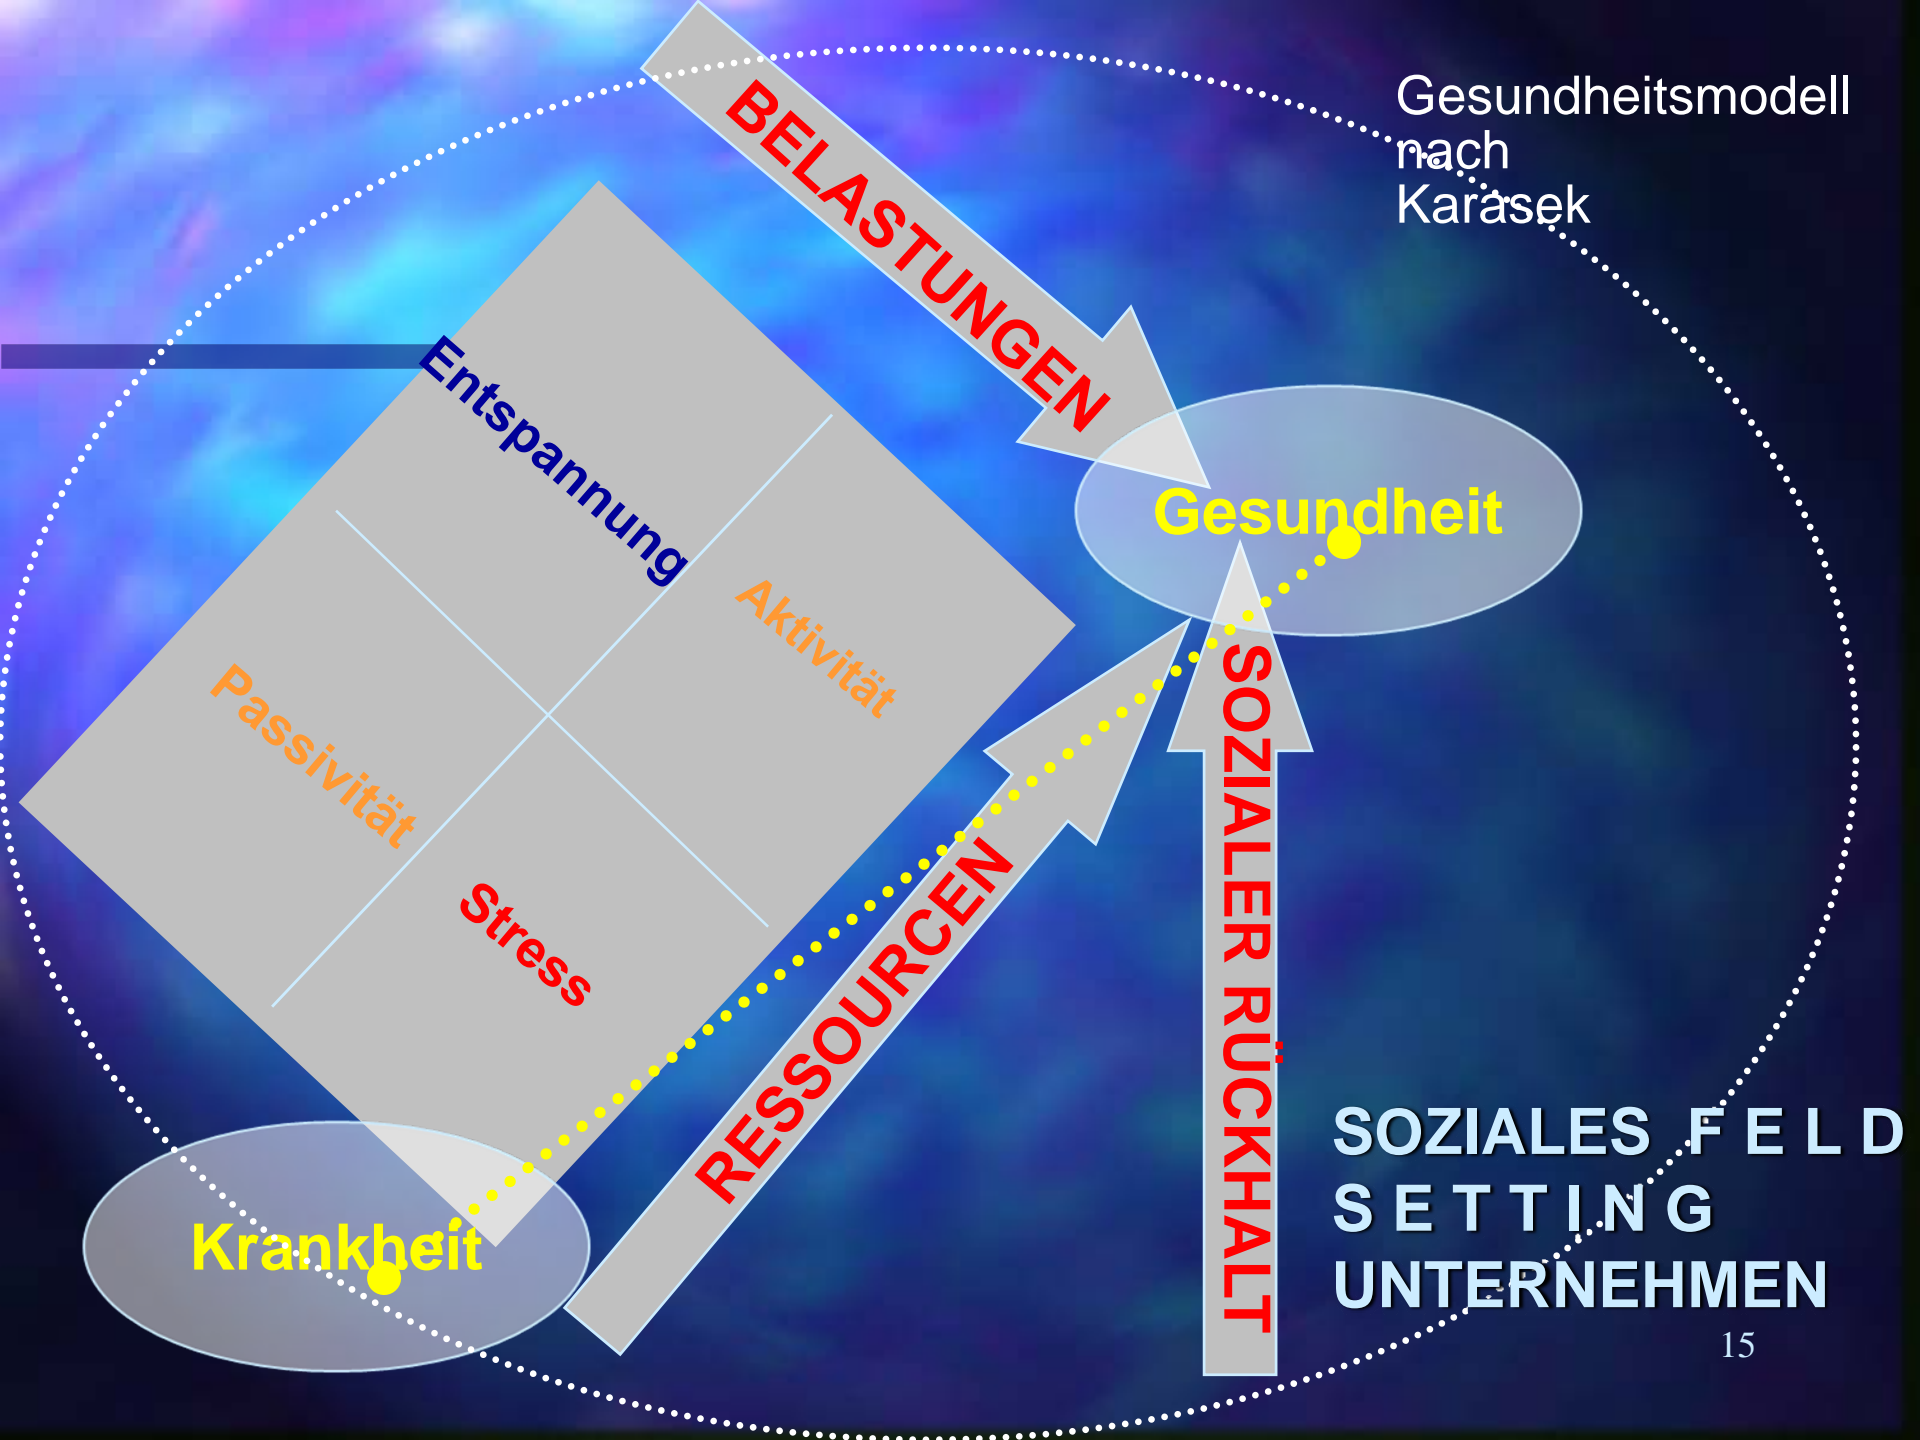 Gesundheitsmodell
nach
Karasek
BELASTUNGEN
Entspannung
Aktivität
Passivität
Stress
Gesundheit
RESSOURCEN
SOZIALER RÜCKHALT
Krankheit
SOZIALES F E L D
S E T T I N G
UNTERNEHMEN
15